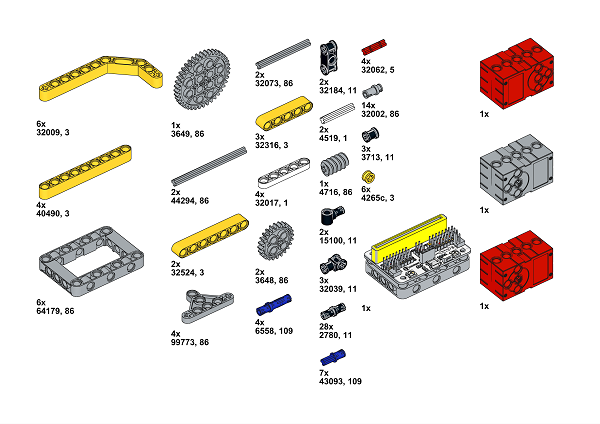 6x
32009, 3
4x
40490, 3
6x
64179, 86
1x
3649, 86
2x
44294, 86
2x
32524, 3
4x
99773, 86
2x
32073, 86
3x
32316, 3
4x
32017, 1
2x
3648, 86
4x
6558, 109
2x
32184, 11
2x
4519, 1
1x
4716, 86
2x
15100, 11
3x
32039, 11
28x
2780, 11
7x
43093, 109
4x
32062, 5
14x
32002, 86
3x
3713, 11
6x
4265c, 3
1x
1x
1x
1x